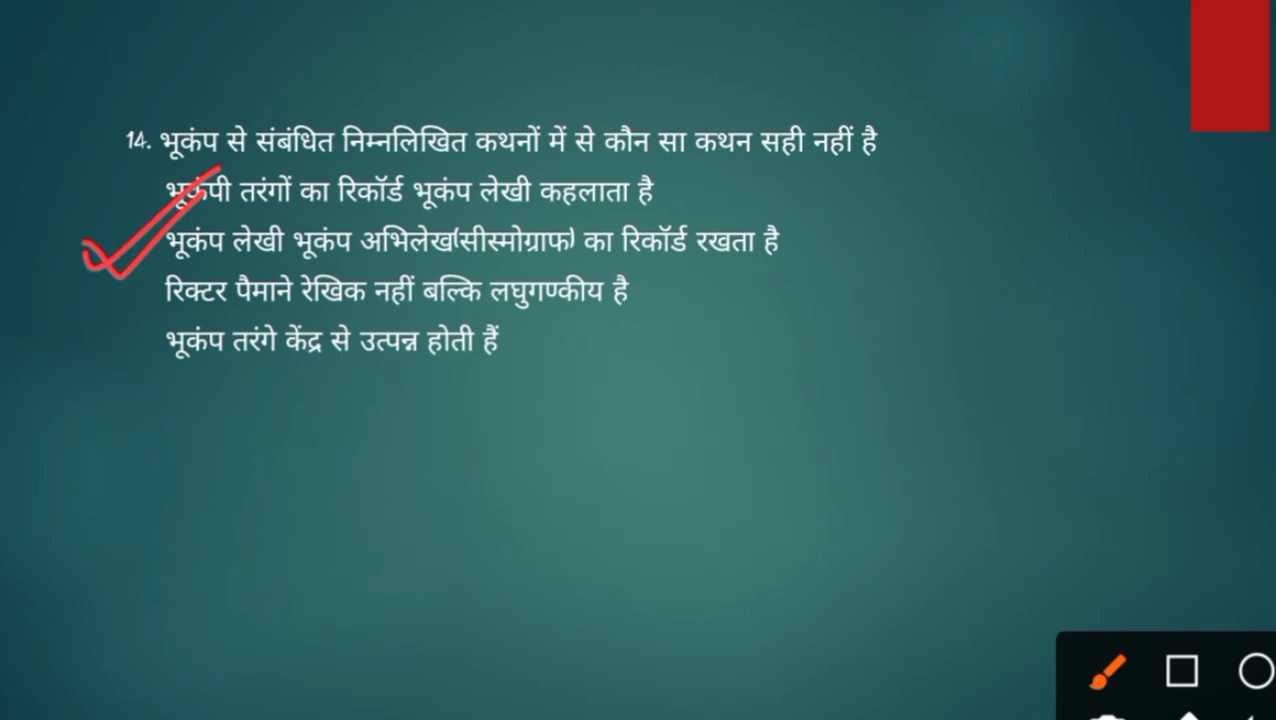 14. भूकंप से संबंधित निम्नलिखित कथनों में से कौन सा कथन सही नहीं है
भूकंपी तरंगों का रिकॉर्ड भूकंप लेखी कहलाता है
भूकंप लेखी भूकंप अभिलेख(सीस्मोग्राफ) का रिकॉर्ड रखता है
रिक्टर पैमाने रेखिक नहीं बल्कि लघुगण्कीय है
भूकंप तरंगे केंद्र से उत्पन्न होती हैं